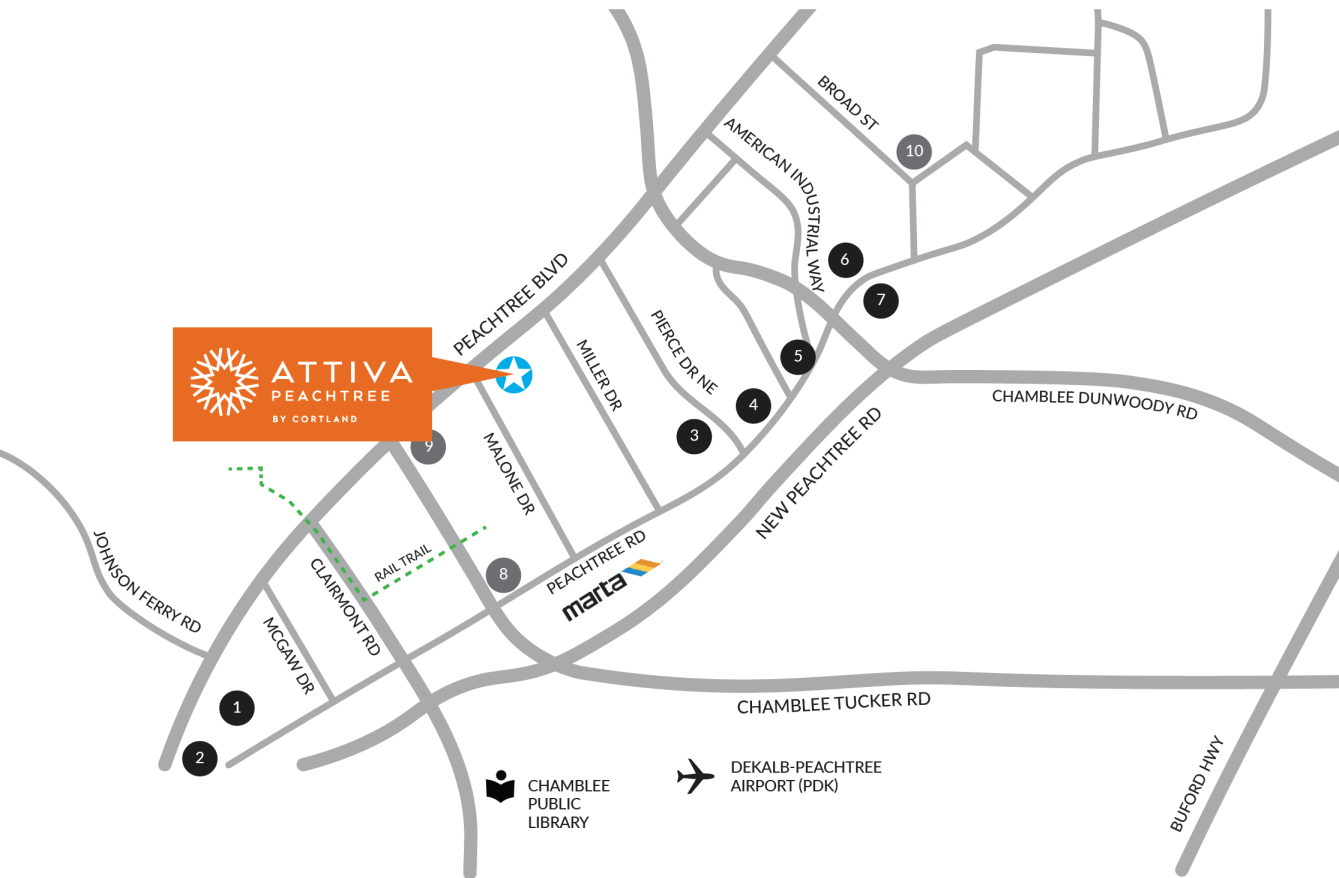 BROAD ST
AMERICAN INDUSTRIAL WAY
10
6
7
PEACHTREE BLVD
PIERCE DR NE
MILLER DR
5
4
3
ATTIVA
PEACHTREE
BY CORTLAND
9
MALONE DR
CHAMBLEE DUNWOODY RD
NEW PEACHTREE RD
JOHNSON FERRY RD
RAIL TRAIL
CLAIRMONT RD
8
PEACHTREE RD
marta
MCGAW DR
1
2
CHAMBLEE TUCKER RD
BUFORD HWY
CHAMBLEE
PUBLIC
LIBRARY
DEKALB-PEACHTREE
AIRPORT (PDK)